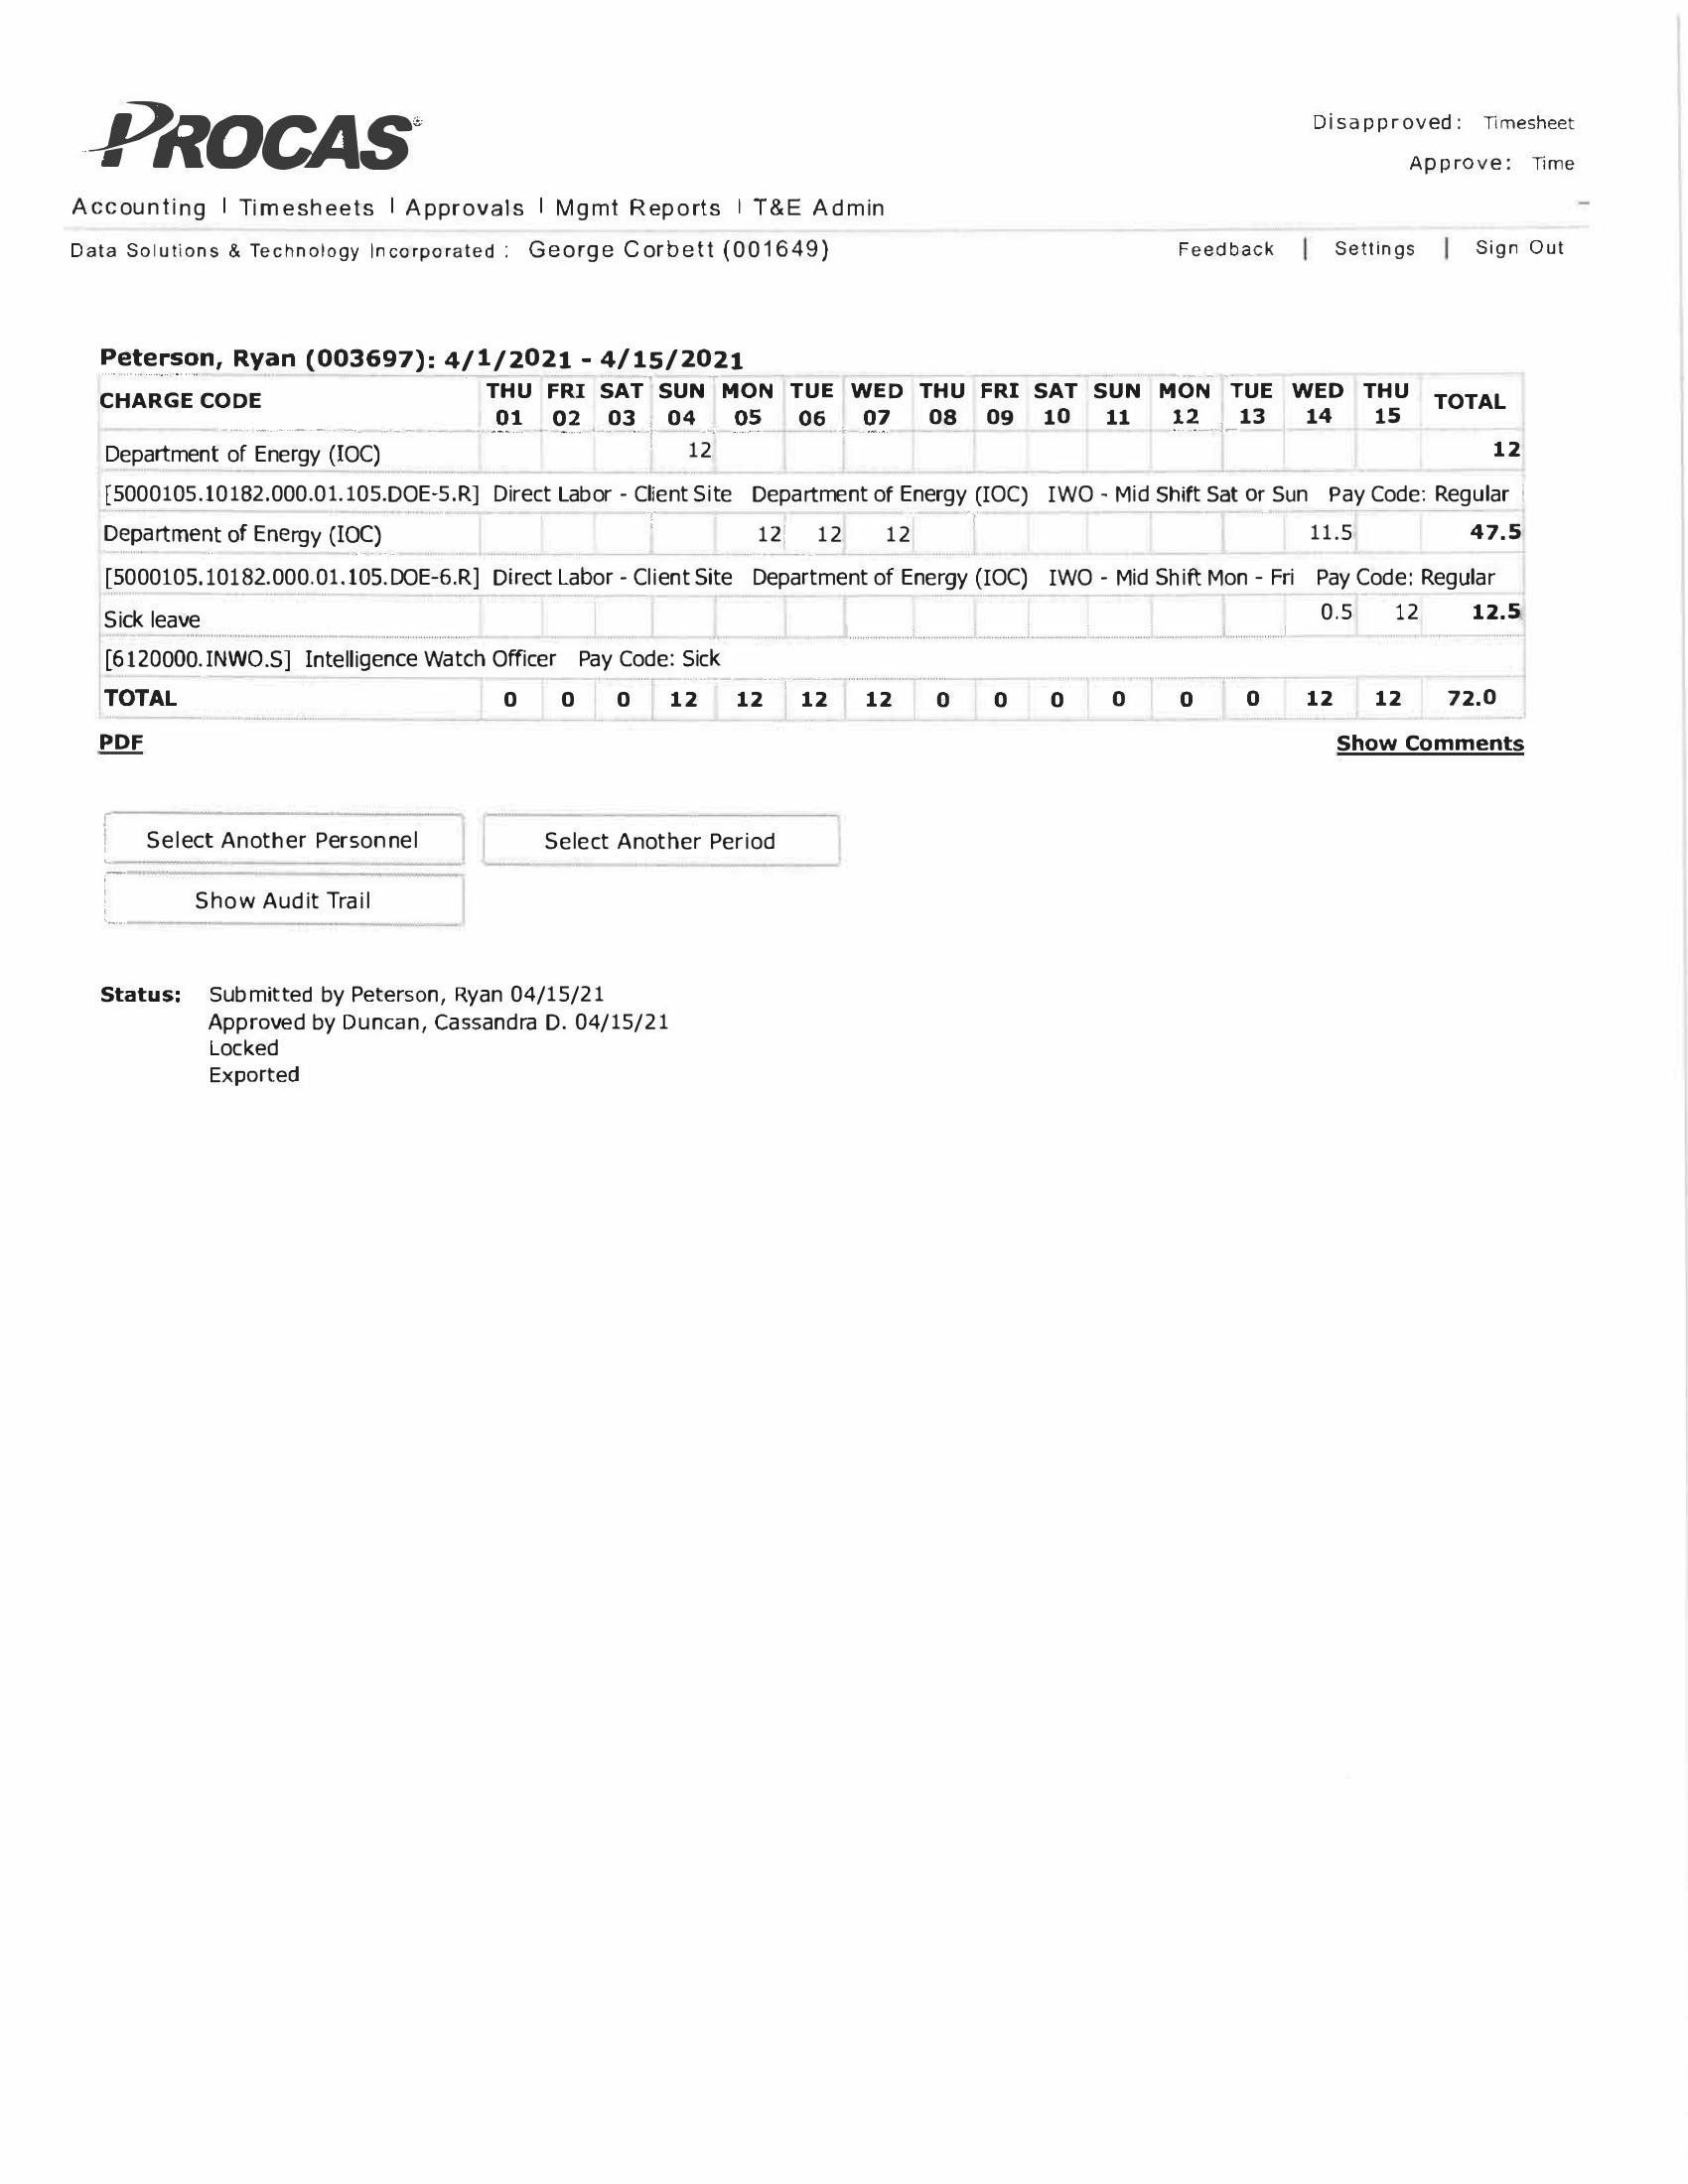 PROCAS
Disapproved: Timesheet
Approve: Time
Accounting | Timesheets | Approvals | Mgmt Reports | T&E Admin
Data Solutions & Technology Incorporated : George Corbett (001649) Feedback | Settings | Sign Out
Peterson, Ryan (003697): 4/1/2021 - 4/15/2021
CHARGE CODE THU FRI SAT SUN MON TUE WED THU FRI SAT SUN MON TUE WED THU TOTAL
01 02 03 04 05 06 07 08 09 10 11 12 13 14 15
Department of Energy (IOC) 12 12
[5000105.10182.000.01.105.DOE-5.R] Direct Labor - Client Site Department of Energy (IOC) IWO - Mid Shift Sat or Sun Pay Code: Regular
Department of Energy (IOC) 12 12 12 11.5 47.5
[5000105.10182.000.01.105.DOE-6.R] Direct Labor - Client Site Department of Energy (IOC) IWO - Mid Shift Mon - Fri Pay Code: Regular
Sick leave 0.5 12 12.5
[6120000.INWO.S] Intelligence Watch Officer Pay Code: Sick
TOTAL 0 0 0 12 12 12 12 0 0 0 0 0 0 12 12 72.0
PDF Show Comments
Select Another Personnel Select Another Period
Show Audit Trail
Status: Submitted by Peterson, Ryan 04/15/21
Approved by Duncan, Cassandra D. 04/15/21
Locked
Exported